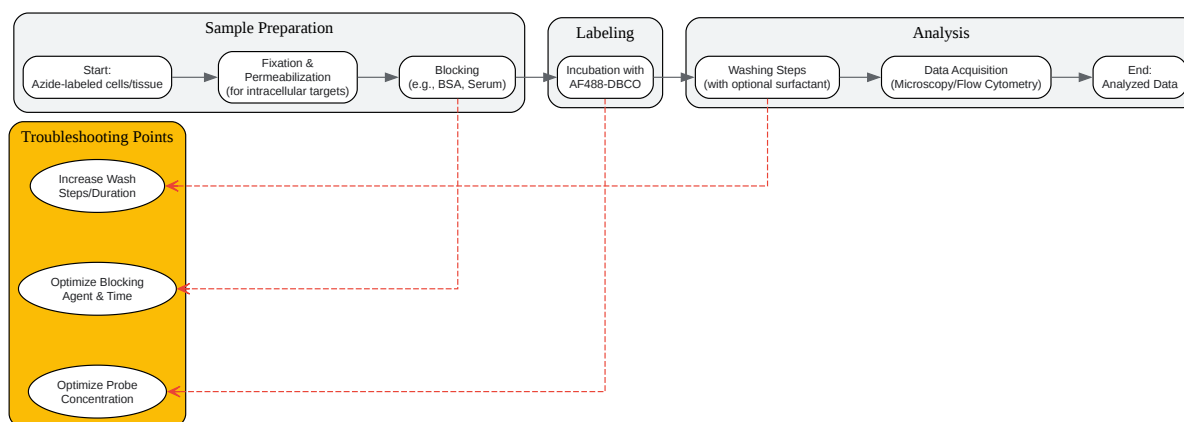 Sample Preparation
Start:
Azide-labeled cells/tissue
Fixation &
Permeabilization
(for intracellular targets)
Blocking
(e.g., BSA, Serum)
Labeling
Incubation with
AF488-DBCO
Analysis
Washing Steps
(with optional surfactant)
Data Acquisition
(Microscopy/Flow Cytometry)
End:
Analyzed Data
Troubleshooting Points
Increase Wash
Steps/Duration
Optimize Blocking
Agent & Time
Optimize Probe
Concentration